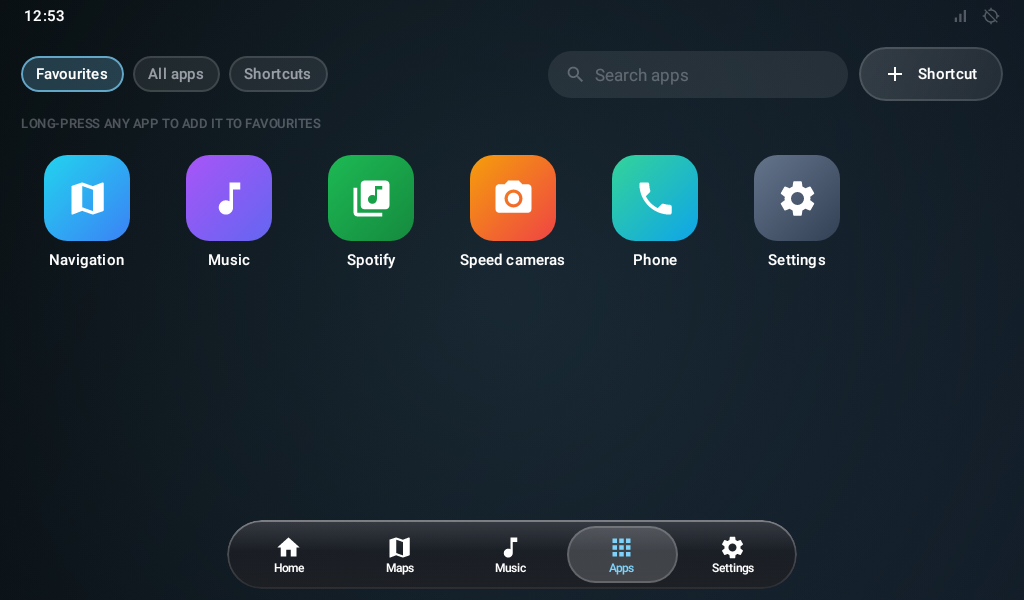 12:53
Favourites
All apps
Shortcuts
Search apps
Shortcut
LONG-PRESS ANY APP TO ADD IT TO FAVOURITES
Navigation
Music
Spotify
Speed cameras
Phone
Settings
Home
Maps
Music
Apps
Settings